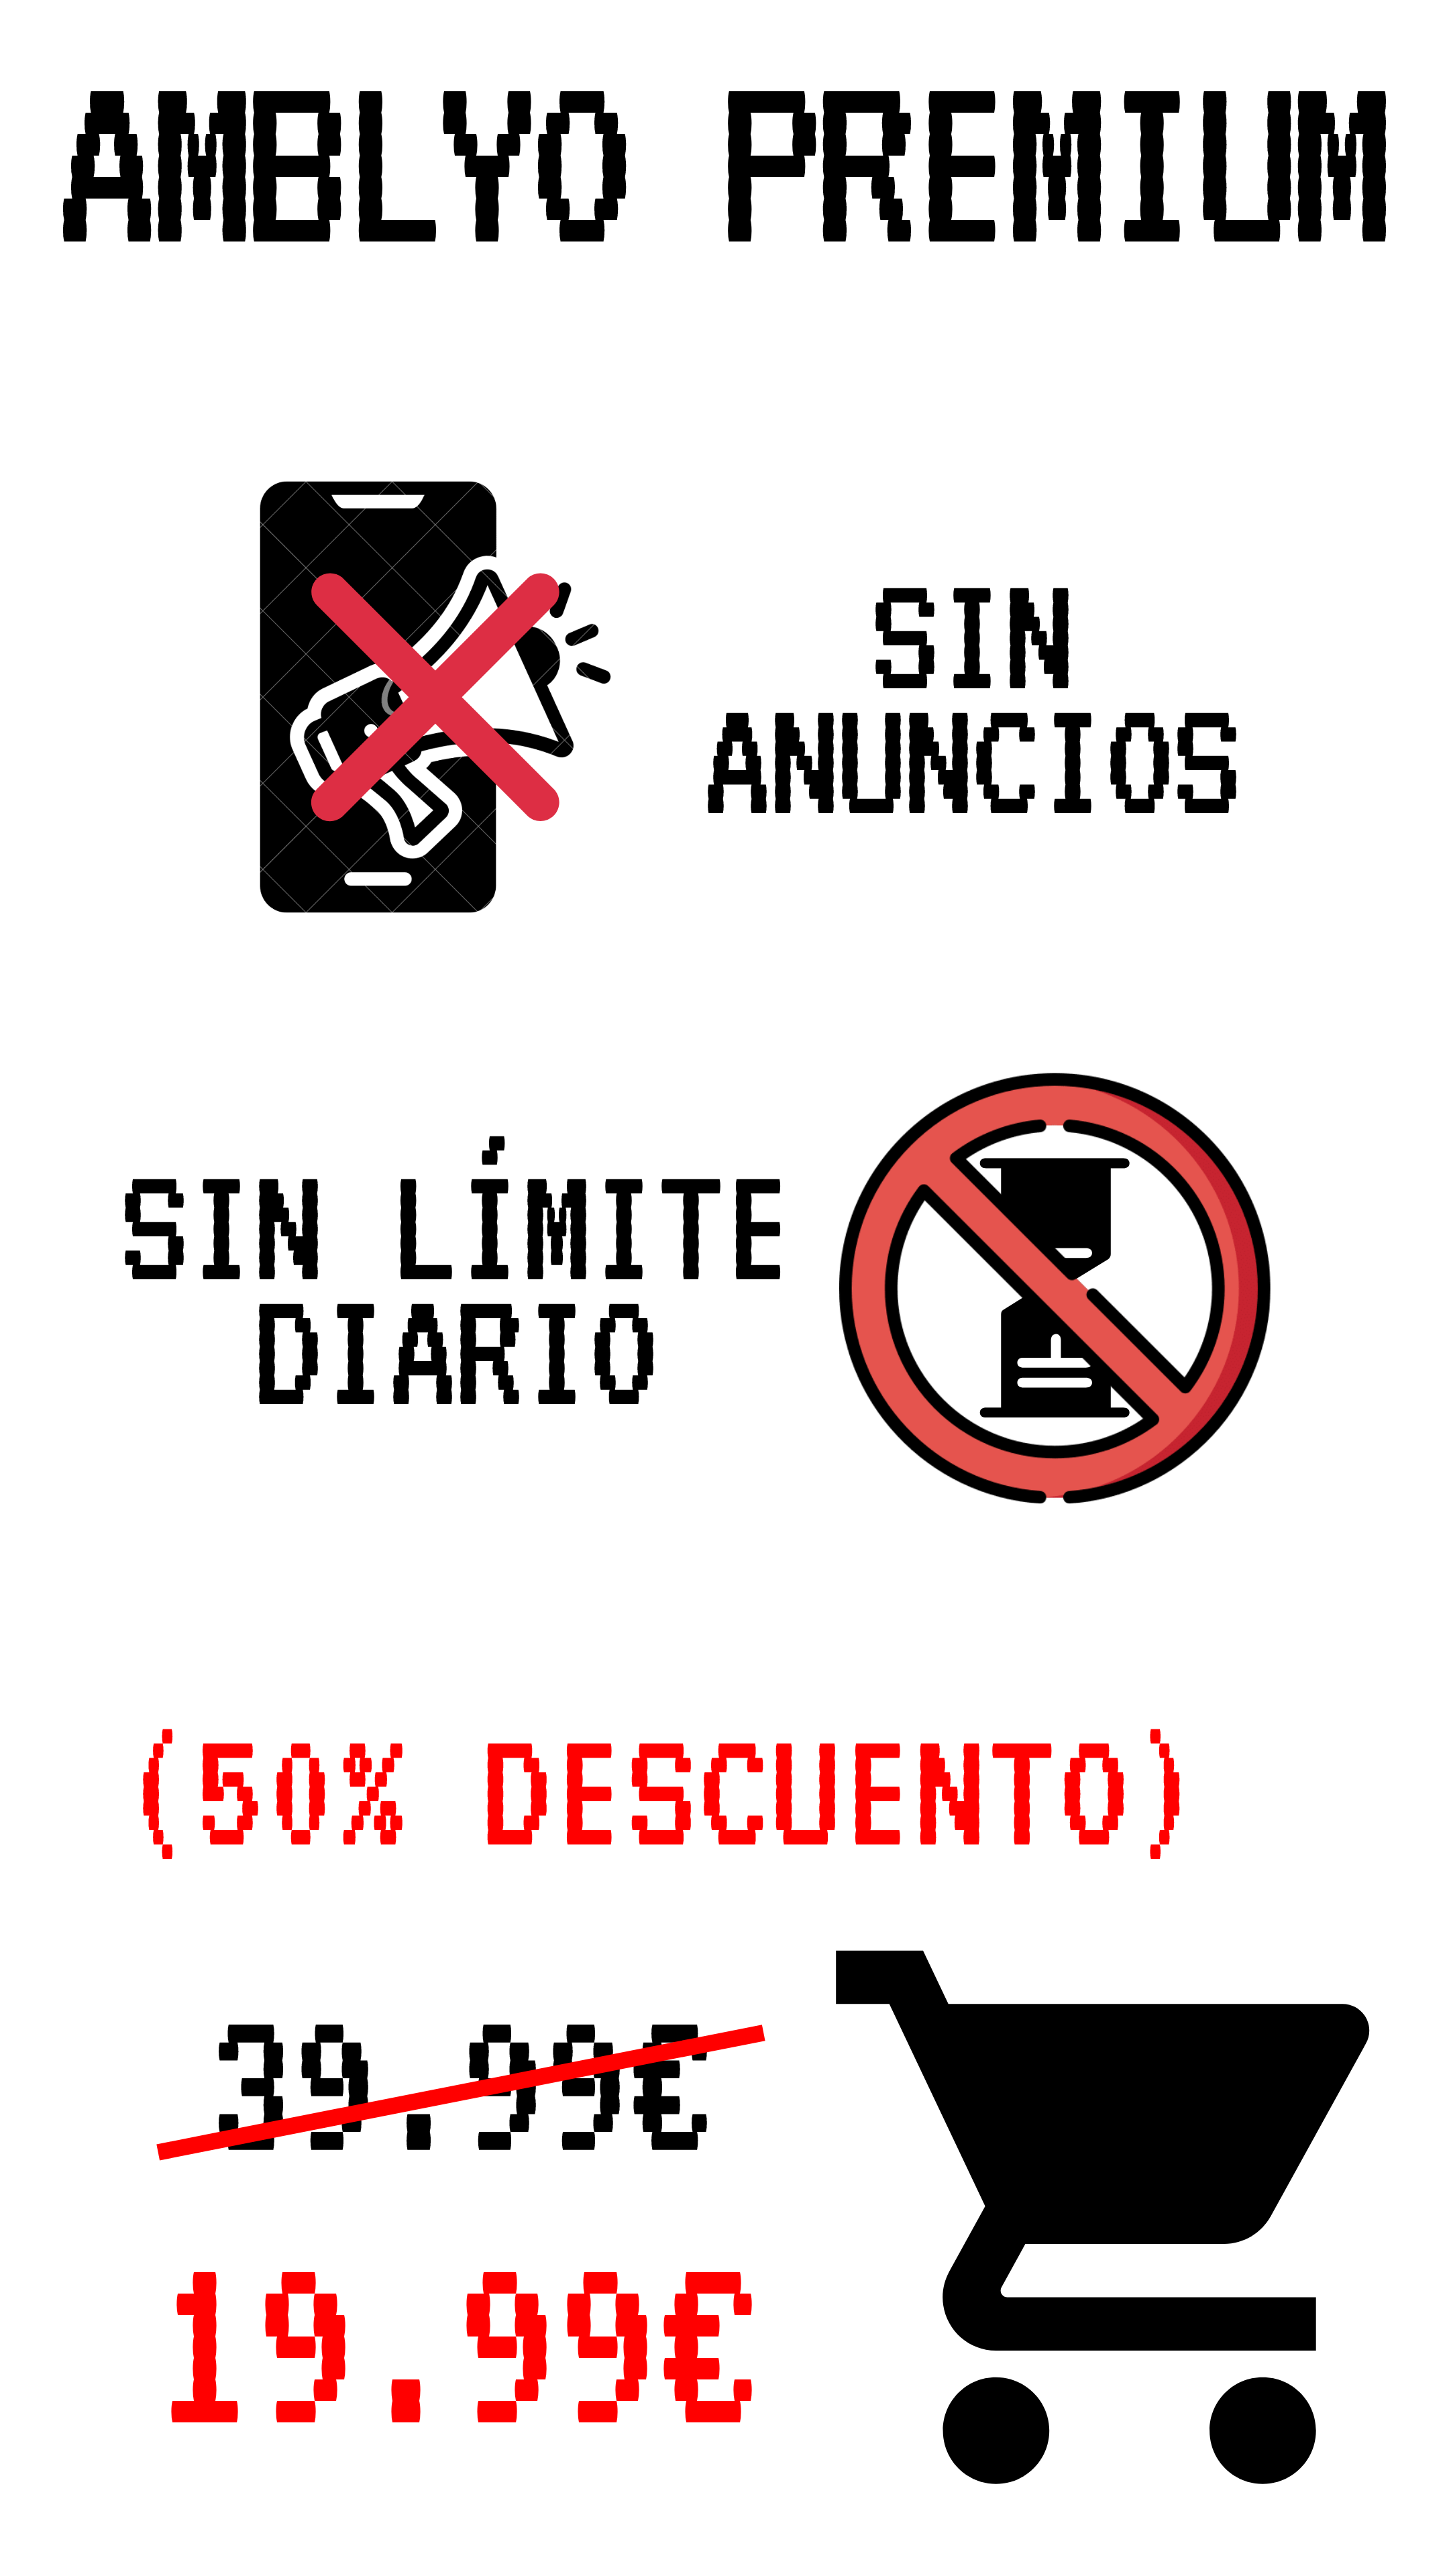 AMBLYO PREMIUM
SIN
ANUNCIOS
SIN LÍMITE
DIARIO
(50% DESCUENTO)
39.99€
19.99€